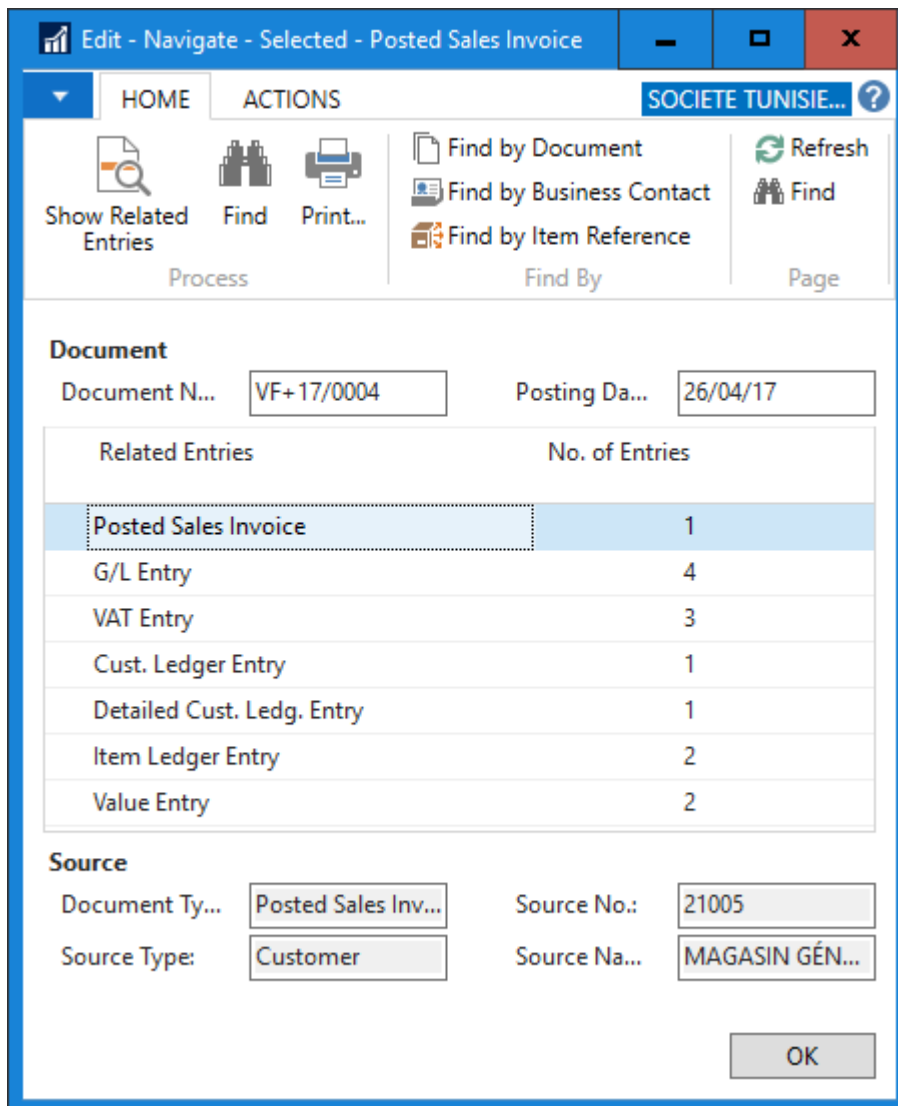 Edit - Navigate - Selected - Posted Sales Invoice
HOME ACTIONS SOCIETE TUNISIE... ?
Show Related Entries
Find
Print...
Process
Find by Document
Find by Business Contact
Find by Item Reference
Find By
Refresh
Find
Page
Document
Document N... VF+17/0004 Posting Da... 26/04/17
Related Entries No. of Entries
Posted Sales Invoice 1
G/L Entry 4
VAT Entry 3
Cust. Ledger Entry 1
Detailed Cust. Ledg. Entry 1
Item Ledger Entry 2
Value Entry 2
Source
Document Ty... Posted Sales Inv... Source No.: 21005
Source Type: Customer Source Na... MAGASIN GÉN...
OK